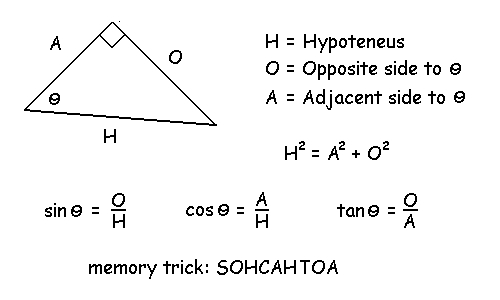 A
O
θ
H
H = Hypoteneus
O = Opposite side to θ
A = Adjacent side to θ
H² = A² + O²
sin θ = O/H
cos θ = A/H
tan θ = O/A
memory trick: SOHCAHTOA